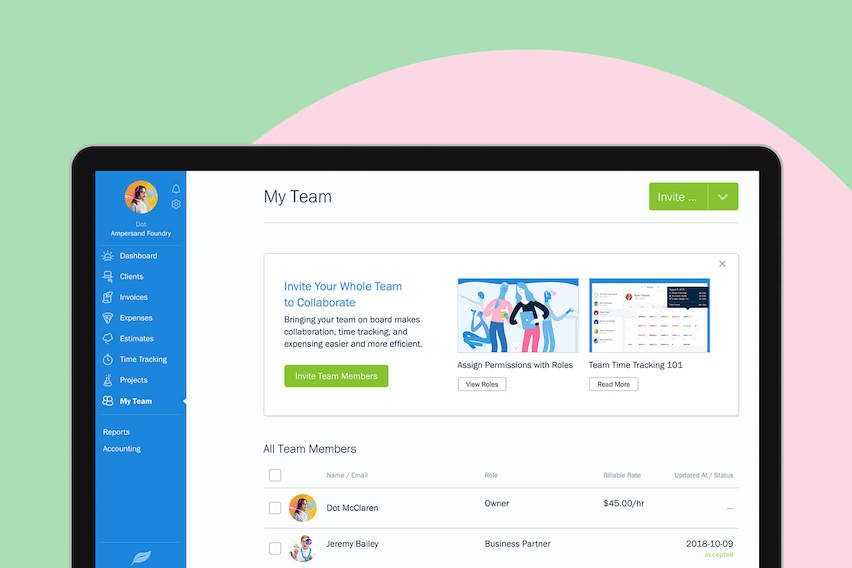 Dot
Ampersand Foundry
Dashboard
Clients
Invoices
Expenses
Estimates
Time Tracking
Projects
My Team
Reports
Accounting
My Team
Invite ...
Invite Your Whole Team
to Collaborate
Bringing your team on board makes
collaboration, time tracking, and
expensing easier and more efficient.
Invite Team Members
Assign Permissions with Roles
View Roles
Team Time Tracking 101
Read More
All Team Members
Name / Email Role Billable Rate Updated At / Status
Dot McClaren Owner $45.00/hr —
Jeremy Bailey Business Partner 2018-10-09
accepted